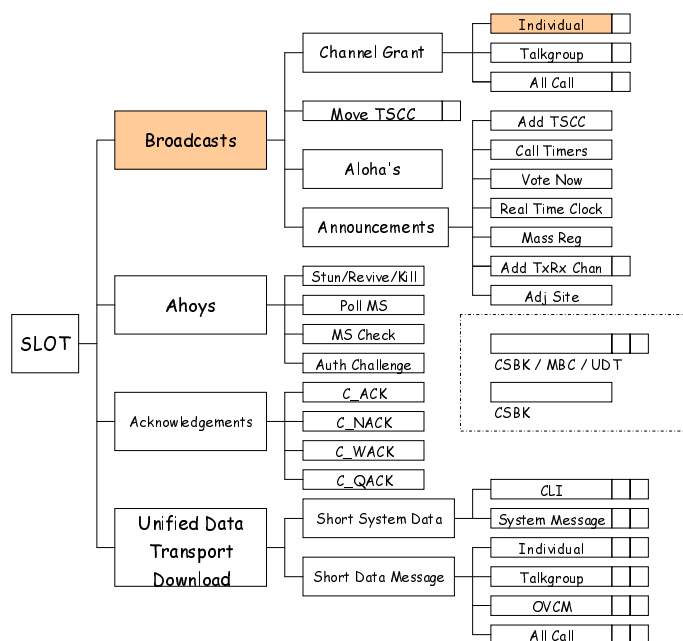 SLOT
Broadcasts
Channel Grant
Individual
Talkgroup
All Call
Move TSCC
Aloha's
Announcements
Add TSCC
Call Timers
Vote Now
Real Time Clock
Mass Reg
Add TxRx Chan
Adj Site
Ahoys
Stun/Revive/Kill
Poll MS
MS Check
Auth Challenge
CSBK / MBC / UDT
CSBK
Acknowledgements
C_ACK
C_NACK
C_WACK
C_QACK
Unified Data
Transport
Download
Short System Data
CLI
System Message
Short Data Message
Individual
Talkgroup
OVCM
All Call